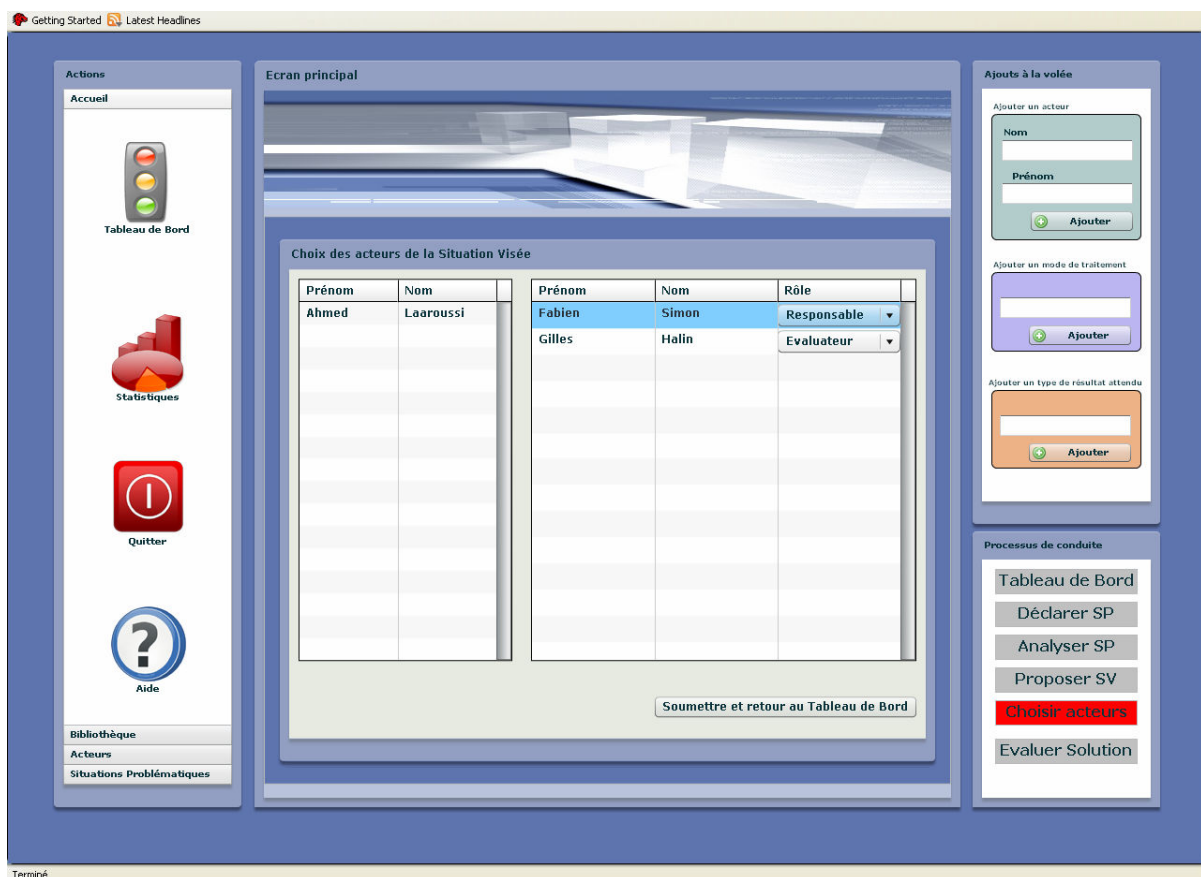 Getting Started Latest Headlines
Actions
Accueil
Tableau de Bord
Statistiques
Quitter
Aide
Bibliothèque
Acteurs
Situations Problématiques
Ecran principal
Choix des acteurs de la Situation Visée
Prénom Nom
Ahmed Laaroussi
Prénom Nom Rôle
Fabien Simon Responsable
Gilles Halin Evaluateur
Soumettre et retour au Tableau de Bord
Ajouts à la volée
Ajouter un acteur
Nom
Prénom
Ajouter
Ajouter un mode de traitement
Ajouter
Ajouter un type de résultat attendu
Ajouter
Processus de conduite
Tableau de Bord
Déclarer SP
Analyser SP
Proposer SV
Choisir acteurs
Evaluer Solution
Terminé